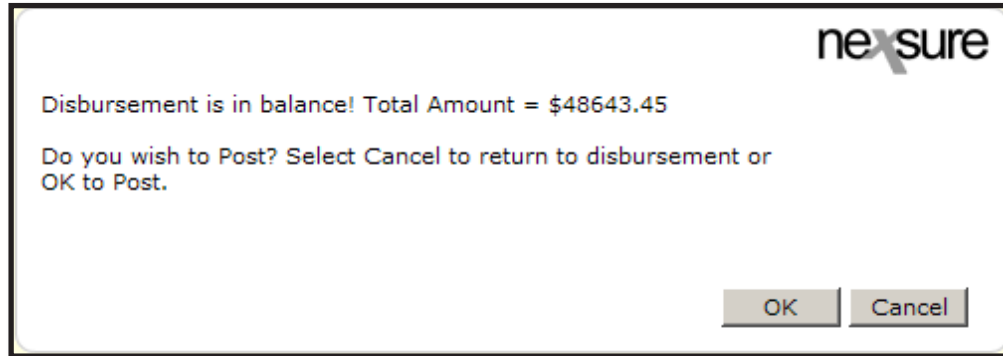 nexsure
Disbursement is in balance! Total Amount = $48643.45
Do you wish to Post? Select Cancel to return to disbursement or
OK to Post.
OK Cancel